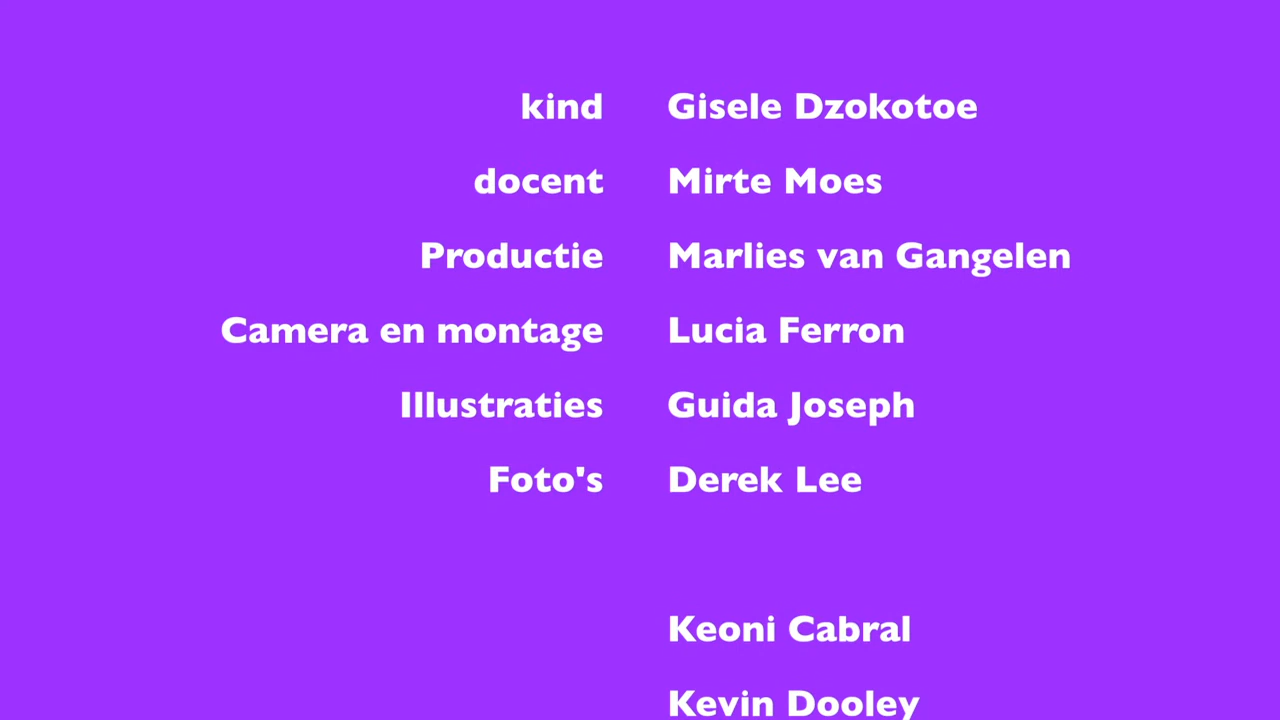 kind Gisele Dzokotoe
docent Mirte Moes
Productie Marlies van Gangelen
Camera en montage Lucia Ferron
Illustraties Guida Joseph
Foto's Derek Lee
Keoni Cabral
Kevin Dooley